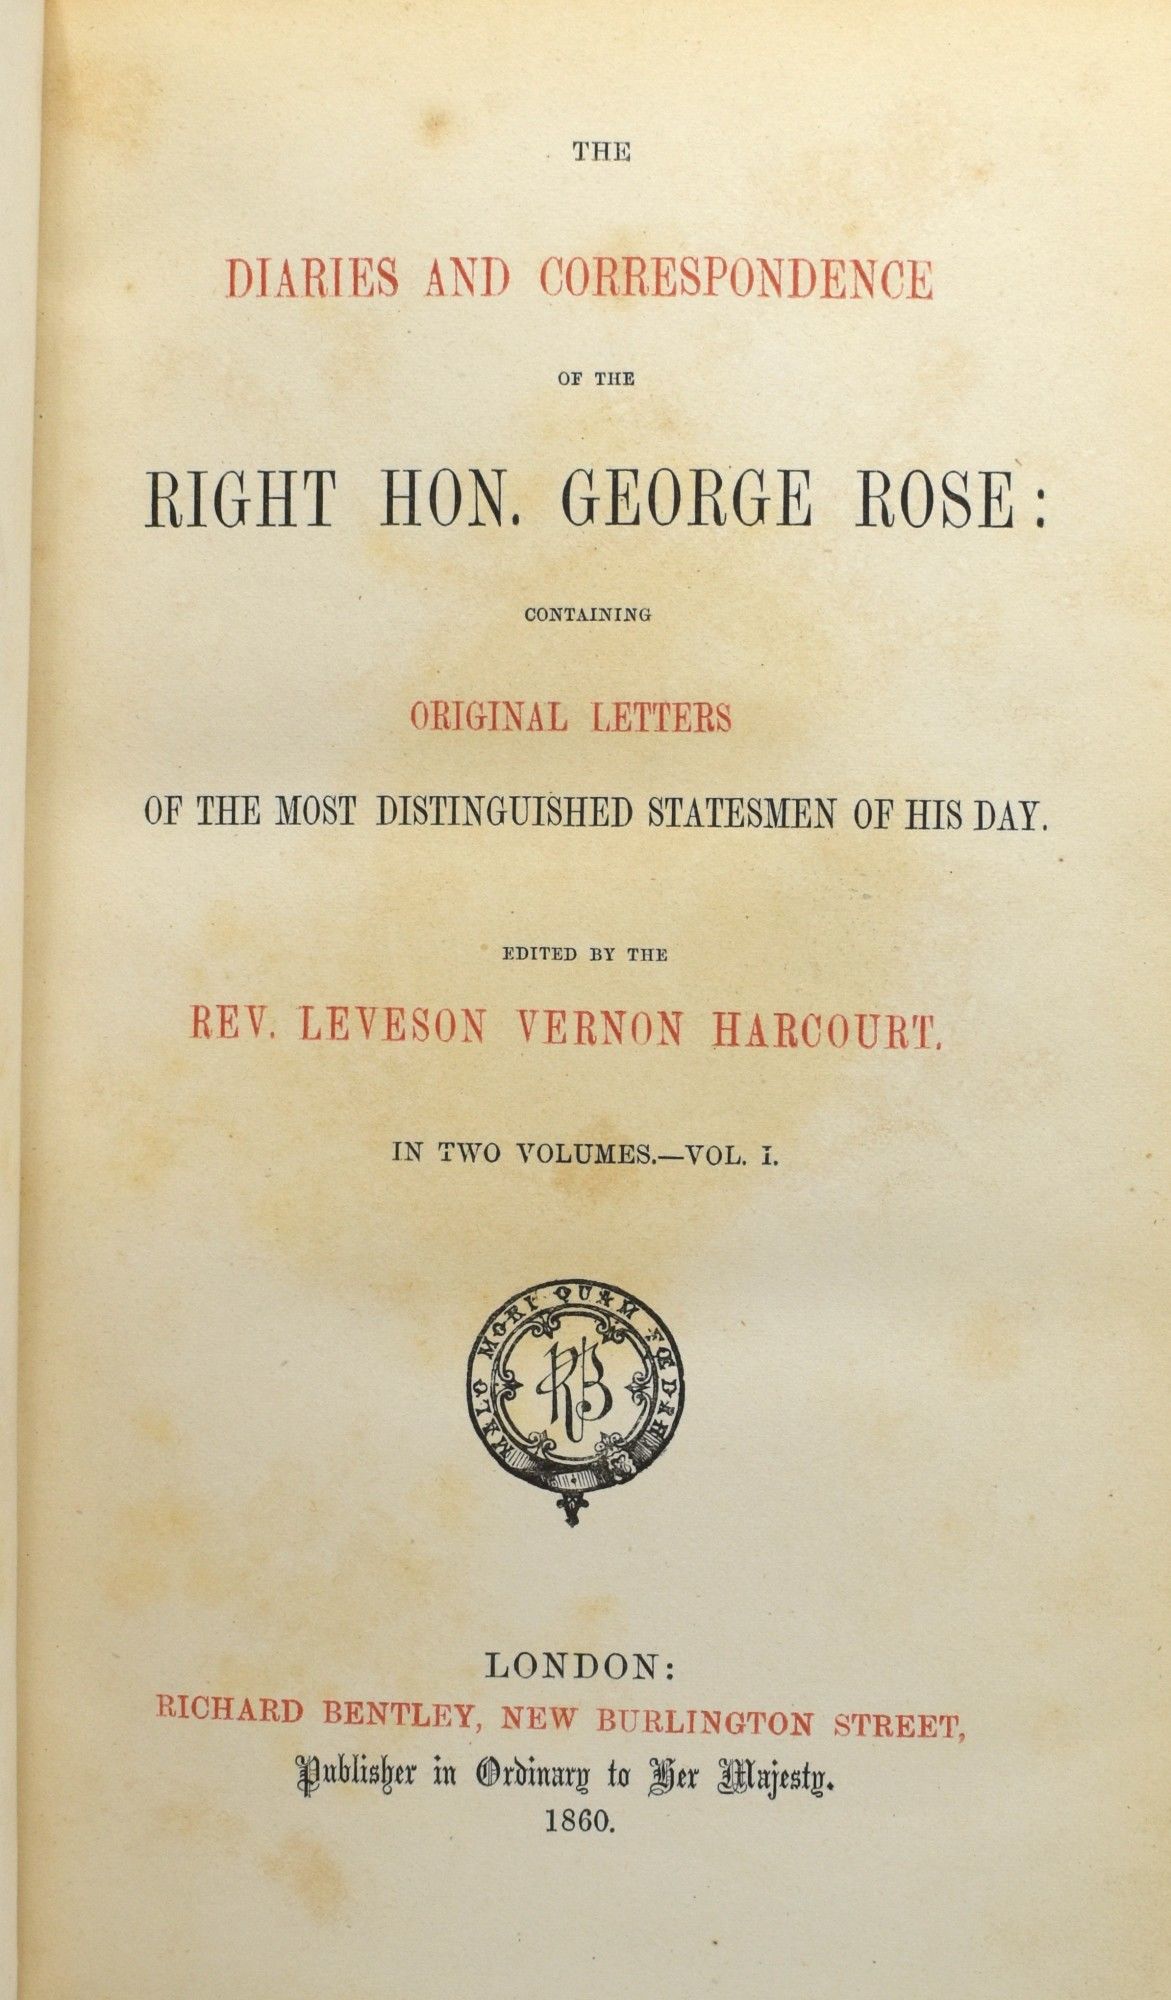 THE
DIARIES AND CORRESPONDENCE
OF THE
RIGHT HON. GEORGE ROSE:
CONTAINING
ORIGINAL LETTERS
OF THE MOST DISTINGUISHED STATESMEN OF HIS DAY.
EDITED BY THE
REV. LEVESON VERNON HARCOURT.
IN TWO VOLUMES.—VOL. I.
MALO MORI QUAM FŒDARI
RB
LONDON:
RICHARD BENTLEY, NEW BURLINGTON STREET,
Publisher in Ordinary to Her Majesty.
1860.